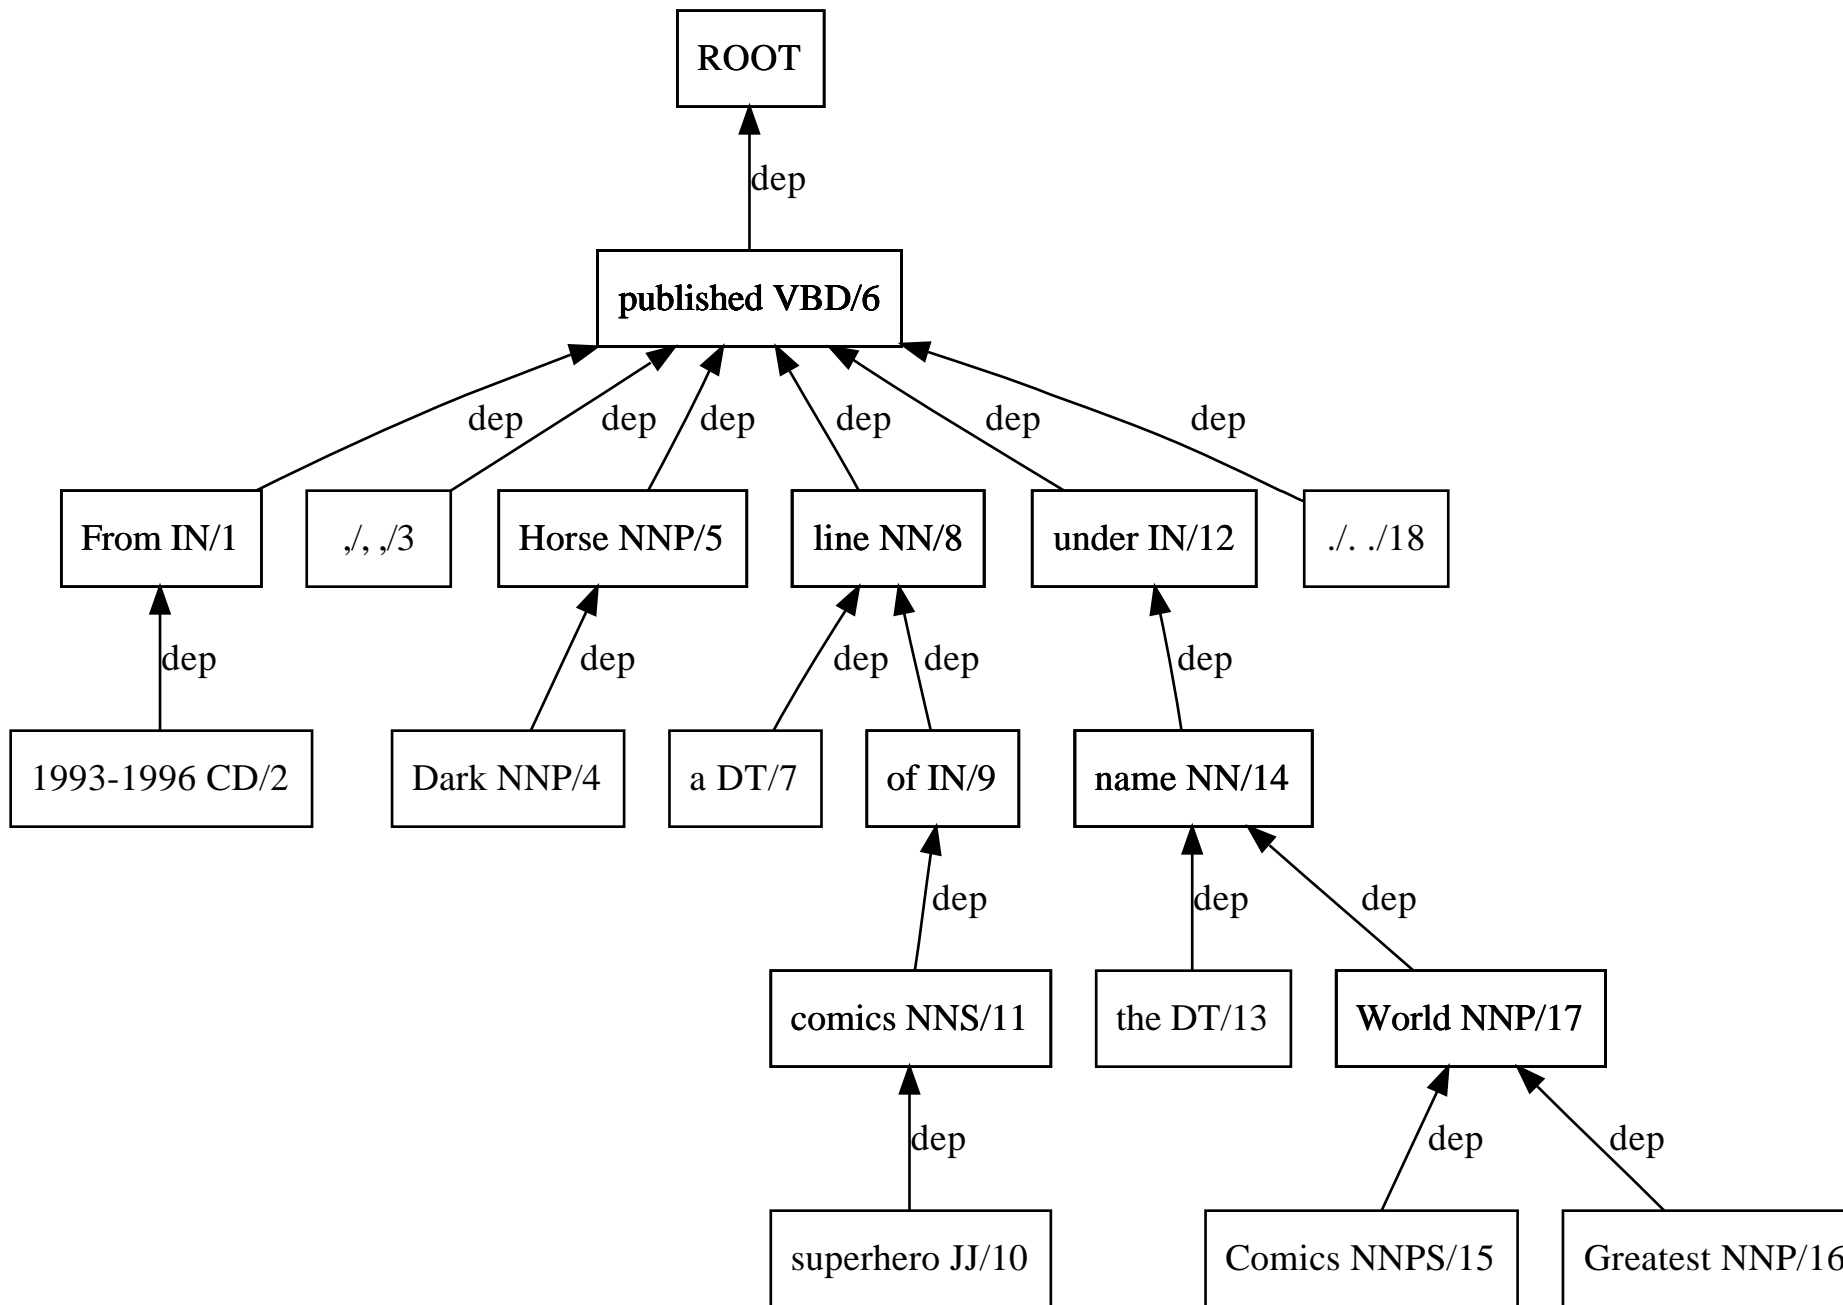 ROOT
dep
published VBD/6
dep dep dep dep dep dep
From IN/1 ,/, ,/3 Horse NNP/5 line NN/8 under IN/12 ./. ./18
dep dep dep dep dep
1993-1996 CD/2 Dark NNP/4 a DT/7 of IN/9 name NN/14
dep dep dep
comics NNS/11 the DT/13 World NNP/17
dep dep dep
superhero JJ/10 Comics NNPS/15 Greatest NNP/16